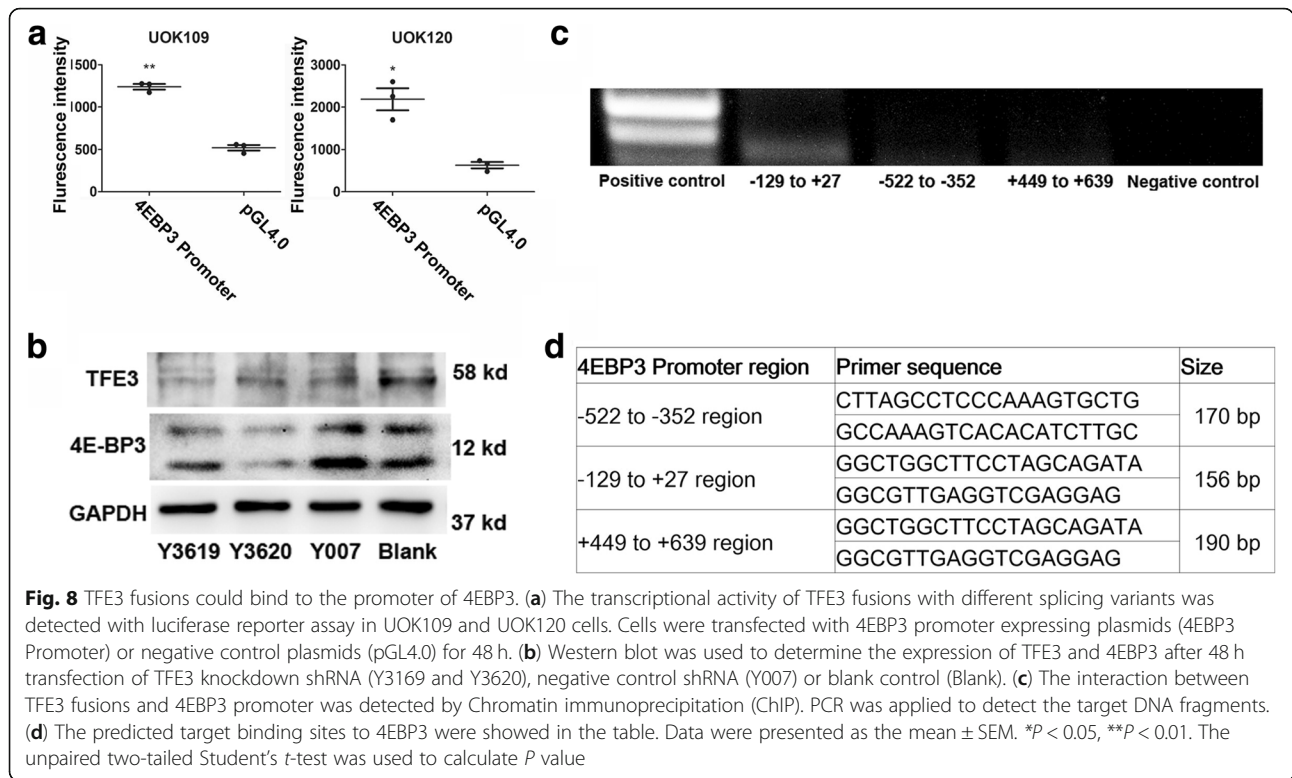 a
UOK109
Flurescence intensity
1500
1000
500
0
**
4EBP3 Promoter
pGL4.0
UOK120
Flurescence intensity
3000
2000
1000
0
*
4EBP3 Promoter
pGL4.0
c
Positive control -129 to +27 -522 to -352 +449 to +639 Negative control
b
TFE3 58 kd
4E-BP3 12 kd
GAPDH 37 kd
Y3619 Y3620 Y007 Blank
d
4EBP3 Promoter region Primer sequence Size
-522 to -352 region CTTAGCCTCCCAAAGTGCTG 170 bp
GCCAAAGTCACACATCTTGC
-129 to +27 region GGCTGGCTTCCTAGCAGATA 156 bp
GGCGTTGAGGTCGAGGAG
+449 to +639 region GGCTGGCTTCCTAGCAGATA 190 bp
GGCGTTGAGGTCGAGGAG
Fig. 8 TFE3 fusions could bind to the promoter of 4EBP3. (a) The transcriptional activity of TFE3 fusions with different splicing variants was
detected with luciferase reporter assay in UOK109 and UOK120 cells. Cells were transfected with 4EBP3 promoter expressing plasmids (4EBP3
Promoter) or negative control plasmids (pGL4.0) for 48 h. (b) Western blot was used to determine the expression of TFE3 and 4EBP3 after 48 h
transfection of TFE3 knockdown shRNA (Y3169 and Y3620), negative control shRNA (Y007) or blank control (Blank). (c) The interaction between
TFE3 fusions and 4EBP3 promoter was detected by Chromatin immunoprecipitation (ChIP). PCR was applied to detect the target DNA fragments.
(d) The predicted target binding sites to 4EBP3 were showed in the table. Data were presented as the mean ± SEM. *P < 0.05, **P < 0.01. The
unpaired two-tailed Student's t-test was used to calculate P value